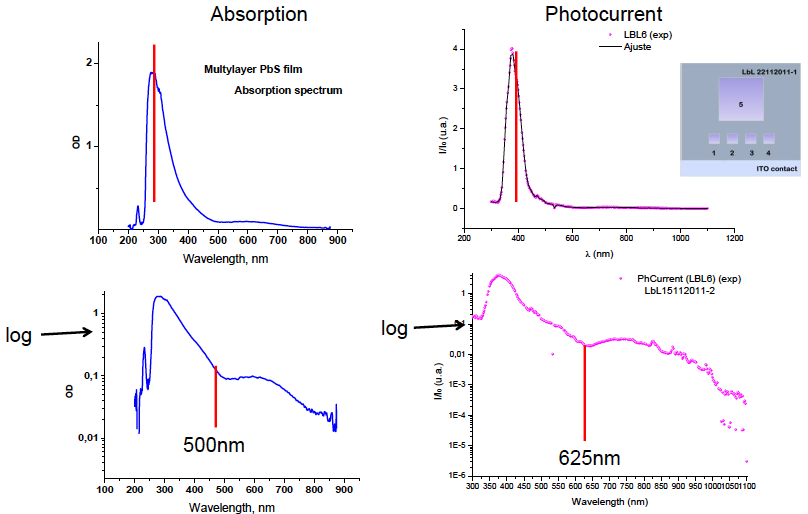 Absorption
Photocurrent
OD
2
1
Multylayer PbS film
Absorption spectrum
100 200 300 400 500 600 700 800 900
Wavelength, nm
I/I₀ (u.a.)
4
3
2
1
0
LBL6 (exp)
Ajuste
200 400 600 800 1000 1200
λ (nm)
LbL 22112011-1
5
1 2 3 4
ITO contact
log
OD
1
0,1
0,01
500nm
100 200 300 400 500 600 700 800 900
Wavelength, nm
log
I/I₀ (u.a.)
1
0,1
0,01
1E-3
1E-4
1E-5
1E-6
PhCurrent (LBL6) (exp)
LbL15112011-2
625nm
300 350 400 450 500 550 600 650 700 750 800 850 900 950 1000 1050 1100
Wavelength (nm)